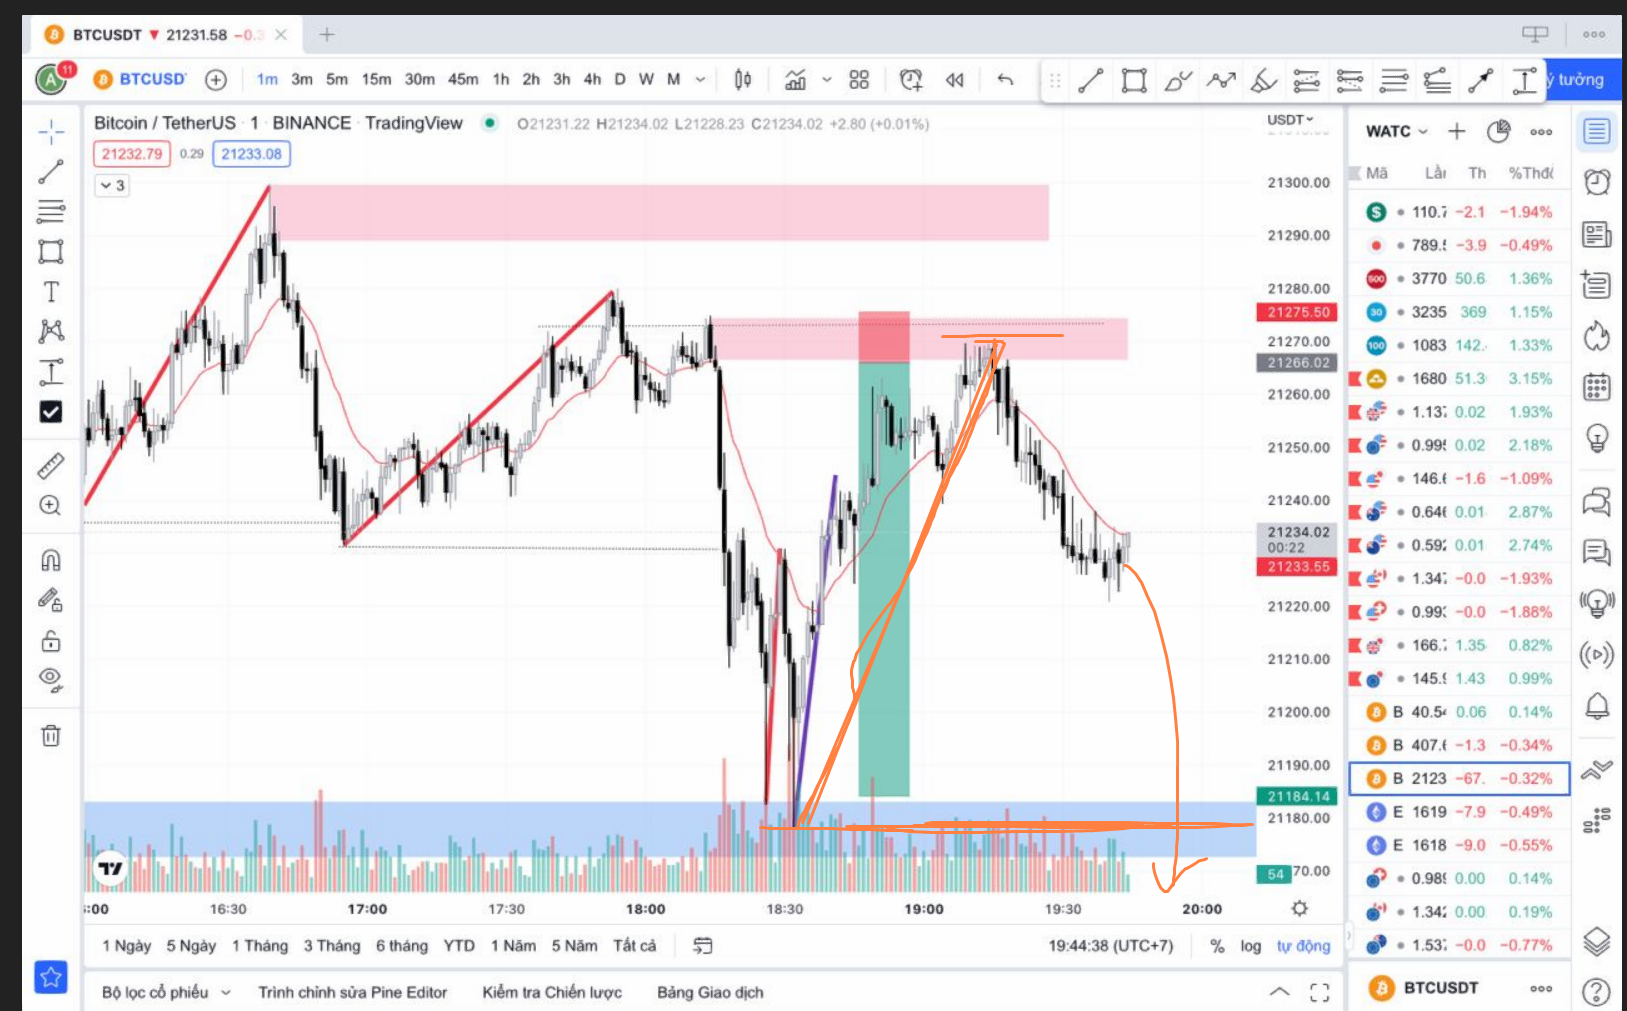 BTCUSDT ▼ 21231.58 −0.3
11
A
BTCUSD 1m 3m 5m 15m 30m 45m 1h 2h 3h 4h D W M ý tưởng
Bitcoin / TetherUS · 1 · BINANCE · TradingView O21231.22 H21234.02 L21228.23 C21234.02 +2.80 (+0.01%)
21232.79 0.29 21233.08
3
USDT
21300.00
21290.00
21280.00
21275.50
21270.00
21266.02
21260.00
21250.00
21240.00
21234.02
00:22
21233.55
21220.00
21210.00
21200.00
21190.00
21184.14
21180.00
54 70.00
:00 16:30 17:00 17:30 18:00 18:30 19:00 19:30 20:00
1 Ngày 5 Ngày 1 Tháng 3 Tháng 6 tháng YTD 1 Năm 5 Năm Tất cả 19:44:38 (UTC+7) % log tự động
Bộ lọc cổ phiếu Trình chỉnh sửa Pine Editor Kiểm tra Chiến lược Bảng Giao dịch
WATC
Mã Lần Th %Thđ
110.7 −2.1 −1.94%
789.5 −3.9 −0.49%
500 3770 50.6 1.36%
30 3235 369 1.15%
100 1083 142. 1.33%
1680 51.3 3.15%
1.13 0.02 1.93%
0.99 0.02 2.18%
146.6 −1.6 −1.09%
0.646 0.01 2.87%
0.592 0.01 2.74%
1.34 −0.0 −1.93%
0.99 −0.0 −1.88%
166. 1.35 0.82%
145.9 1.43 0.99%
B 40.5 0.06 0.14%
B 407.6 −1.3 −0.34%
B 2123 −67. −0.32%
E 1619 −7.9 −0.49%
E 1618 −9.0 −0.55%
0.989 0.00 0.14%
1.342 0.00 0.19%
1.53 −0.0 −0.77%
BTCUSDT